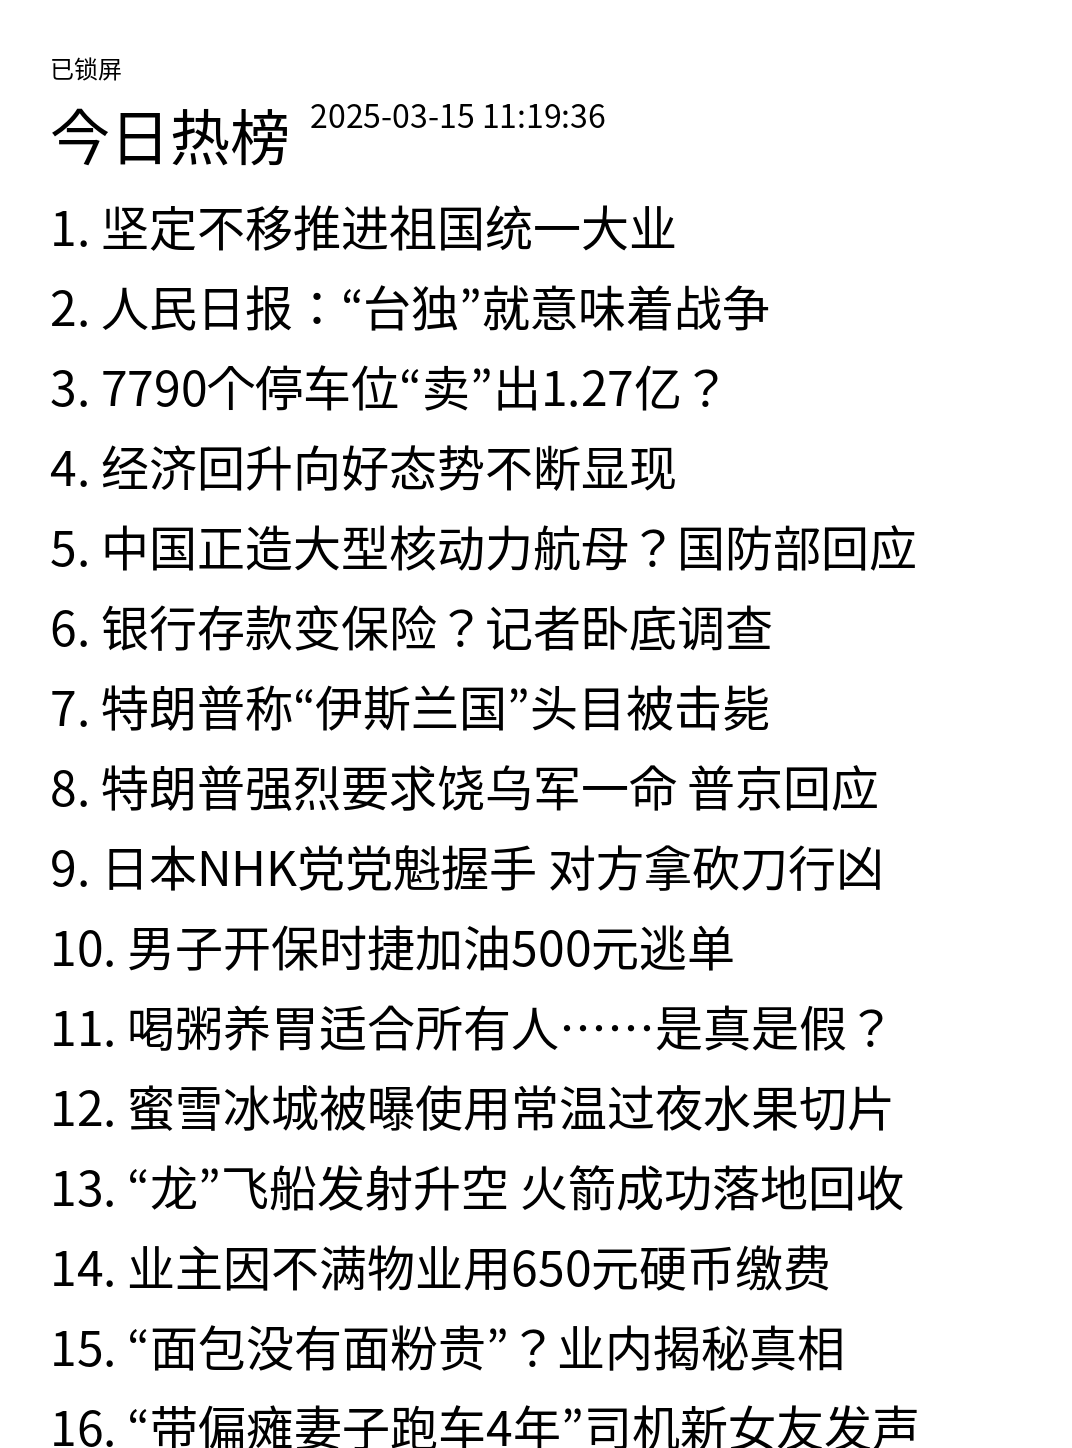 已锁屏
今日热榜 2025-03-15 11:19:36
1. 坚定不移推进祖国统一大业
2. 人民日报：“台独”就意味着战争
3. 7790个停车位“卖”出1.27亿？
4. 经济回升向好态势不断显现
5. 中国正造大型核动力航母？国防部回应
6. 银行存款变保险？记者卧底调查
7. 特朗普称“伊斯兰国”头目被击毙
8. 特朗普强烈要求饶乌军一命 普京回应
9. 日本NHK党党魁握手 对方拿砍刀行凶
10. 男子开保时捷加油500元逃单
11. 喝粥养胃适合所有人……是真是假？
12. 蜜雪冰城被曝使用常温过夜水果切片
13. “龙”飞船发射升空 火箭成功落地回收
14. 业主因不满物业用650元硬币缴费
15. “面包没有面粉贵”？业内揭秘真相
16. “带偏瘫妻子跑车4年”司机新女友发声